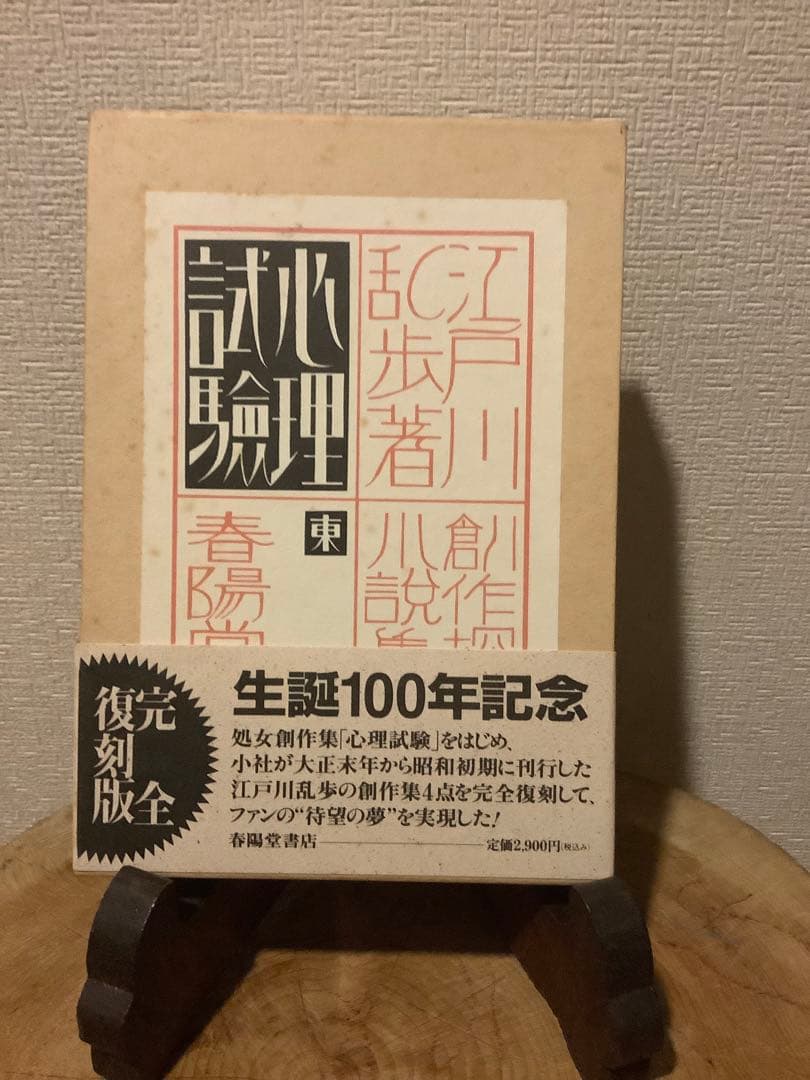 江戸川
乱歩著
心理
試驗
創作探
小説集
東
春陽堂
完全
復刻版
生誕100年記念
処女創作集「心理試験」をはじめ、
小社が大正末年から昭和初期に刊行した
江戸川乱歩の創作集4点を完全復刻して、
ファンの“待望の夢”を実現した!
春陽堂書店 定価2,900円(税込み)